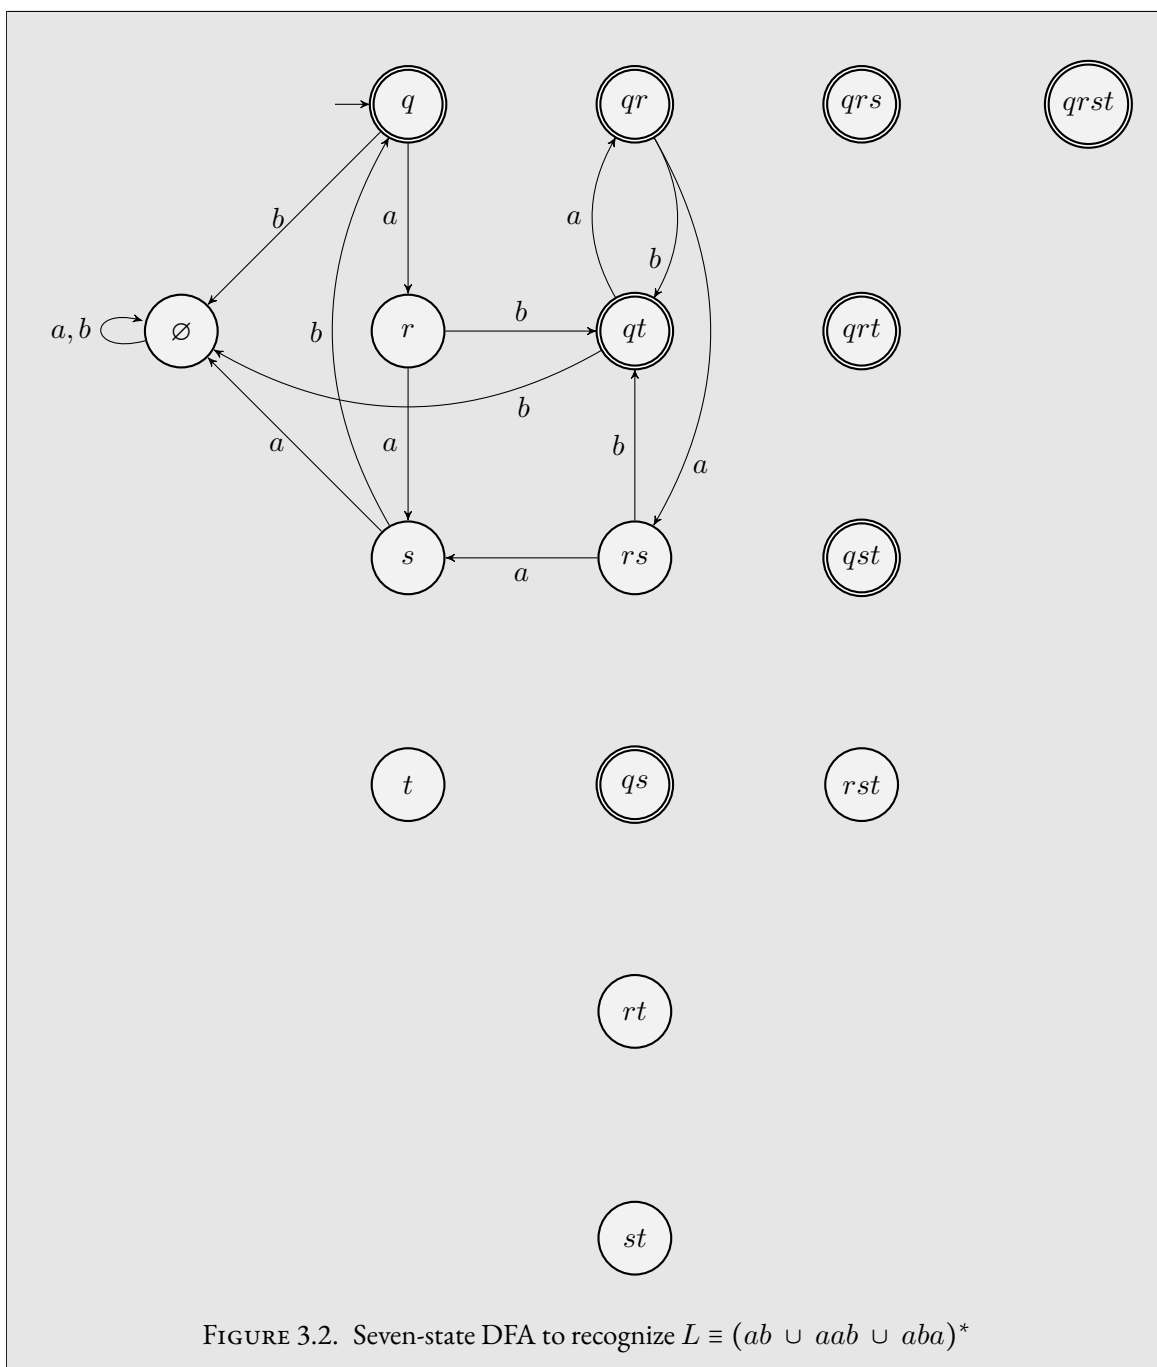 q qr qrs qrst
b a a b
a, b ∅ b r b qt qrt
b
a a b a
s a rs qst
t qs rst
rt
st
FIGURE 3.2. Seven-state DFA to recognize L ≡ (ab ∪ aab ∪ aba)*